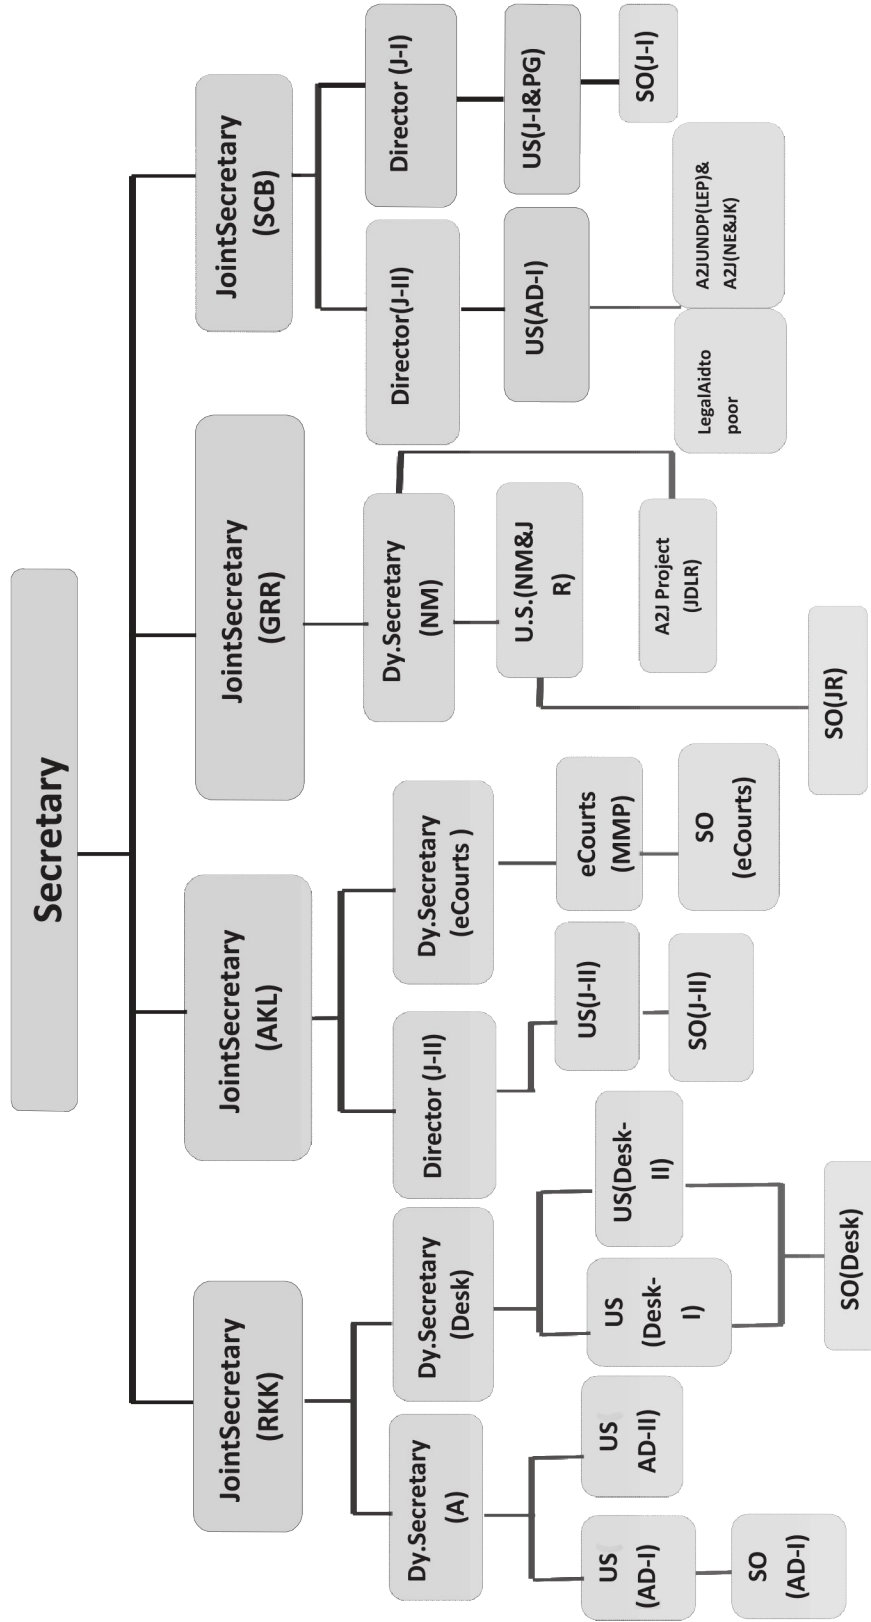 Secretary
JointSecretary
(RKK)
JointSecretary
(AKL)
JointSecretary
(GRR)
JointSecretary
(SCB)
Dy.Secretary
(A)
Dy.Secretary
(Desk)
Director (J-II)
Dy.Secretary
(eCourts )
Dy.Secretary
(NM)
Director(J-II)
Director (J-I)
US
(AD-I)
US
AD-II)
US
(Desk-
I)
US(Desk-
II)
US(J-II)
eCourts
(MMP)
U.S.(NM&J
R)
US(AD-I)
US(J-I&PG)
SO
(AD-I)
SO(Desk)
SO(J-II)
SO
(eCourts)
SO(JR)
A2J Project
(JDLR)
LegalAidto
poor
A2JUNDP(LEP)&
A2J(NE&JK)
SO(J-I)